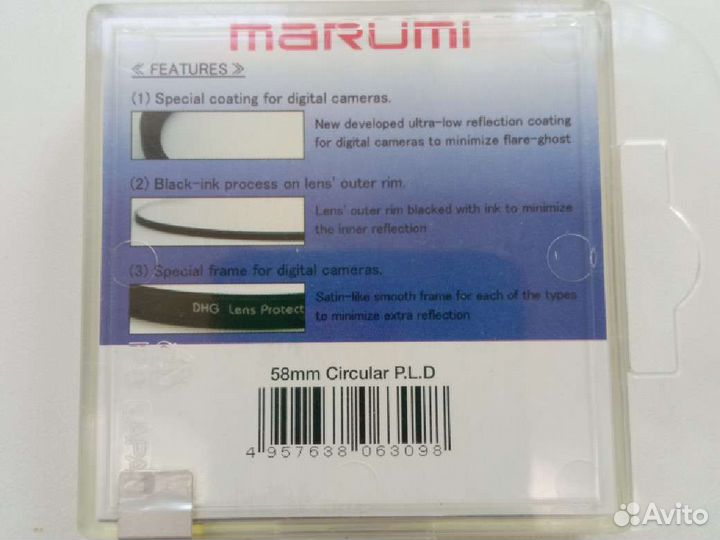 marumi
≪ FEATURES ≫
(1) Special coating for digital cameras.
New developed ultra-low reflection coating
for digital cameras to minimize flare-ghost
(2) Black-ink process on lens' outer rim.
Lens' outer rim blacked with ink to minimize
the inner reflection
(3) Special frame for digital cameras.
DHG Lens Protect
Satin-like smooth frame for each of the types
to minimize extra reflection
58mm Circular P.L.D
4 957638 063098
Avito